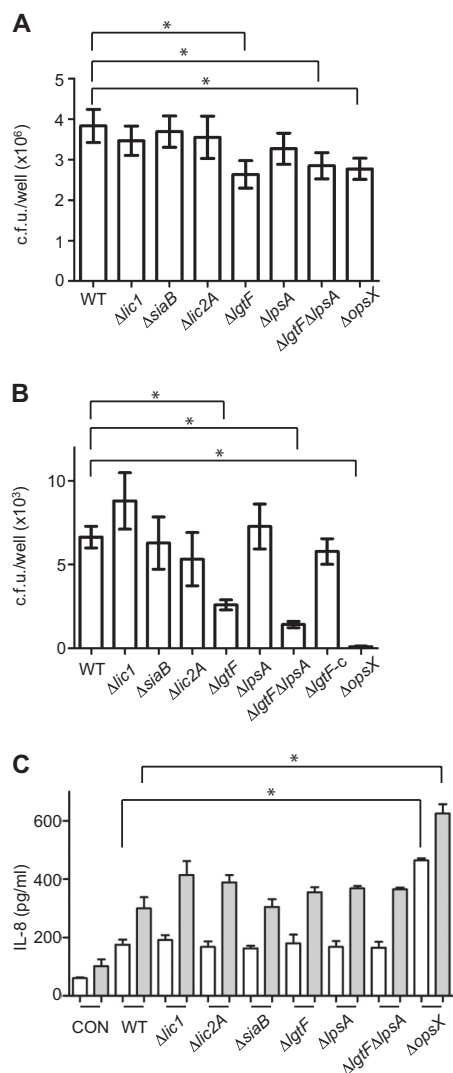 A
*
*
*
c.f.u./well (x10⁶)
5
4
3
2
1
0
WT
Δlic1
ΔsiaB
Δlic2A
ΔlgtF
ΔlpsA
ΔlgtFΔlpsA
ΔopsX
B
*
*
*
c.f.u./well (x10³)
10
5
0
WT
Δlic1
ΔsiaB
Δlic2A
ΔlgtF
ΔlpsA
ΔlgtFΔlpsA
ΔlgtF-c
ΔopsX
C
*
*
IL-8 (pg/ml)
600
400
200
0
CON
WT
Δlic1
Δlic2A
ΔsiaB
ΔlgtF
ΔlpsA
ΔlgtFΔlpsA
ΔopsX